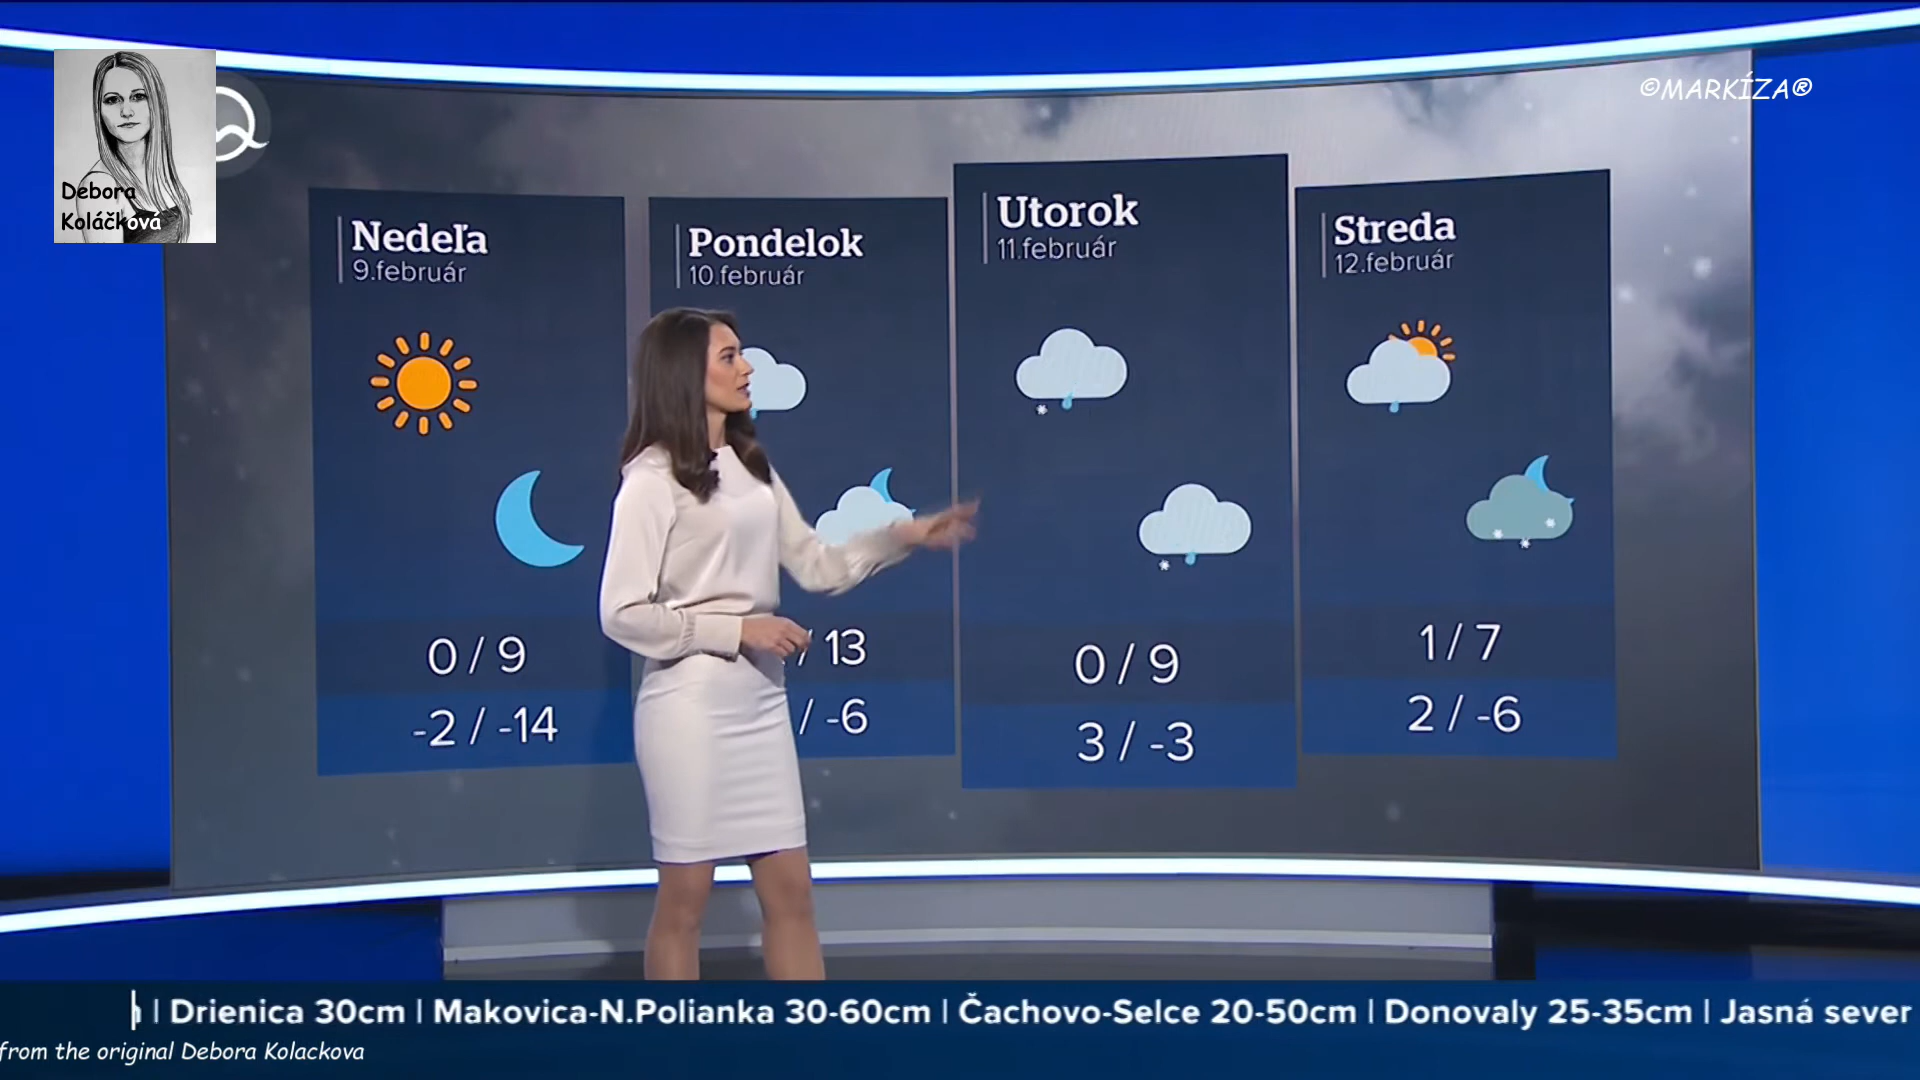 ©MARKÍZA®
Debora
Koláčková
Nedeľa
9.február
0 / 9
-2 / -14
Pondelok
10.február
/ 13
/ -6
Utorok
11.február
0 / 9
3 / -3
Streda
12.február
1 / 7
2 / -6
| Drienica 30cm | Makovica-N.Polianka 30-60cm | Čachovo-Selce 20-50cm | Donovaly 25-35cm | Jasná sever
from the original Debora Kolackova